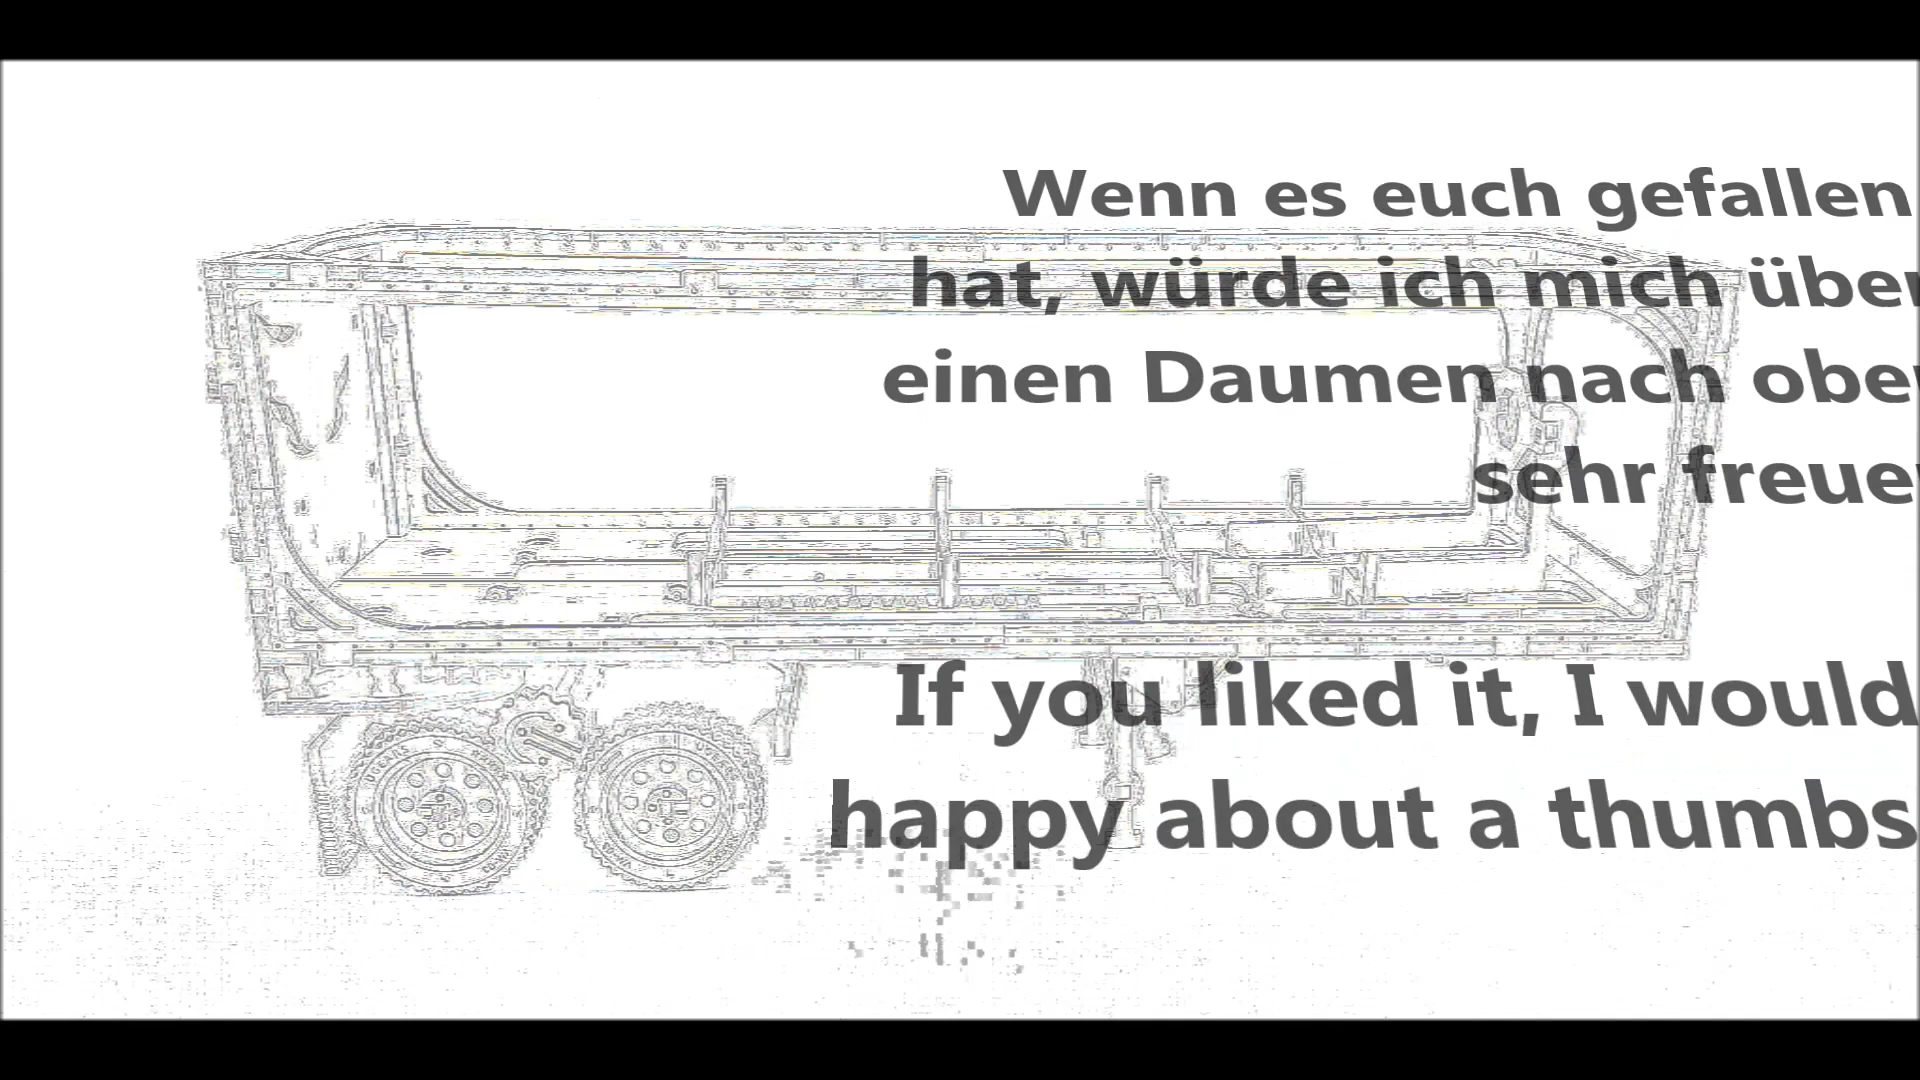 Wenn es euch gefallen
hat, würde ich mich über
einen Daumen nach oben
sehr freuen
If you liked it, I would
happy about a thumbs